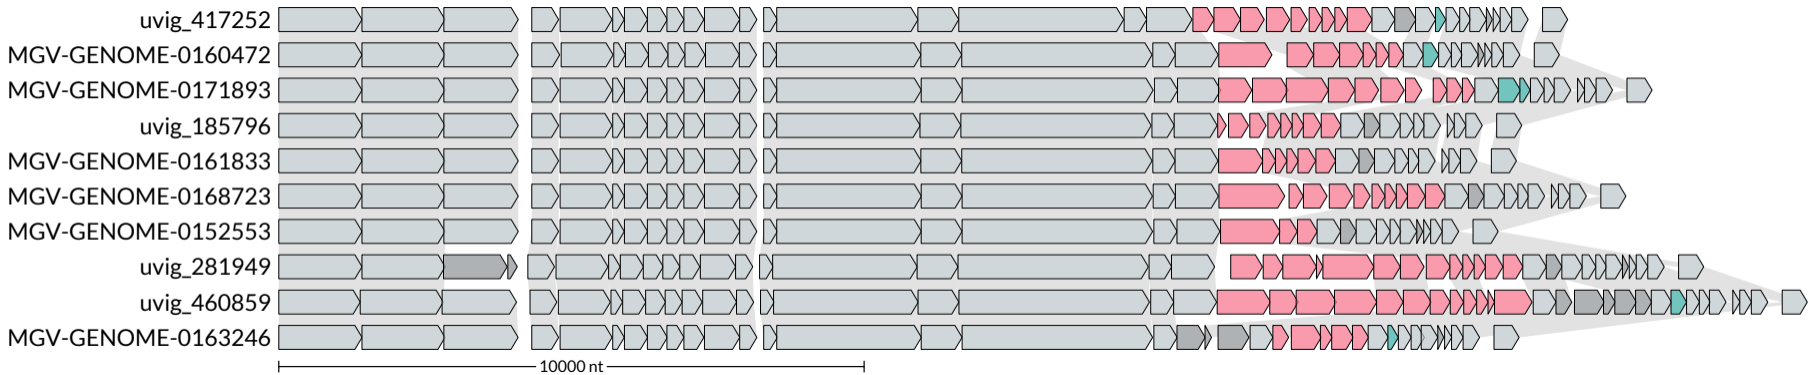 uvig_417252
MGV-GENOME-0160472
MGV-GENOME-0171893
uvig_185796
MGV-GENOME-0161833
MGV-GENOME-0168723
MGV-GENOME-0152553
uvig_281949
uvig_460859
MGV-GENOME-0163246
10000 nt